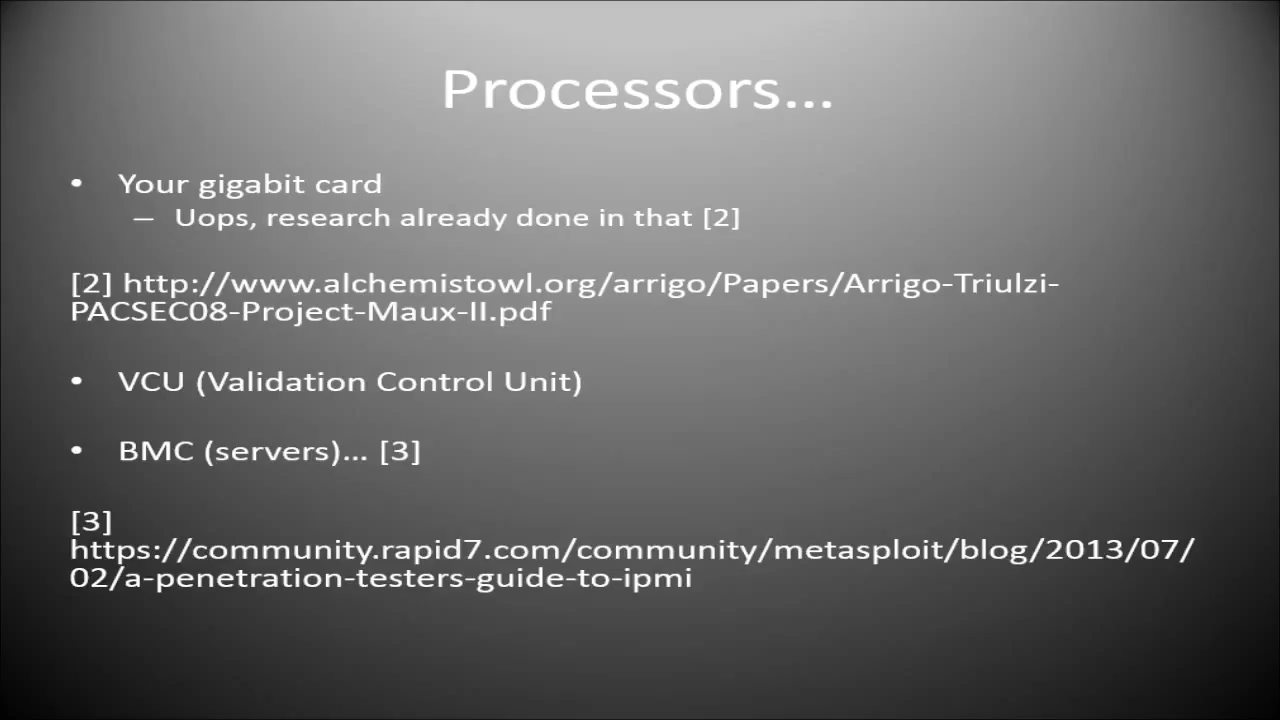 Processors...
• Your gigabit card
– Uops, research already done in that [2]
[2] http://www.alchemistowl.org/arrigo/Papers/Arrigo-Triulzi-
PACSEC08-Project-Maux-II.pdf
• VCU (Validation Control Unit)
• BMC (servers)... [3]
[3]
https://community.rapid7.com/community/metasploit/blog/2013/07/
02/a-penetration-testers-guide-to-ipmi